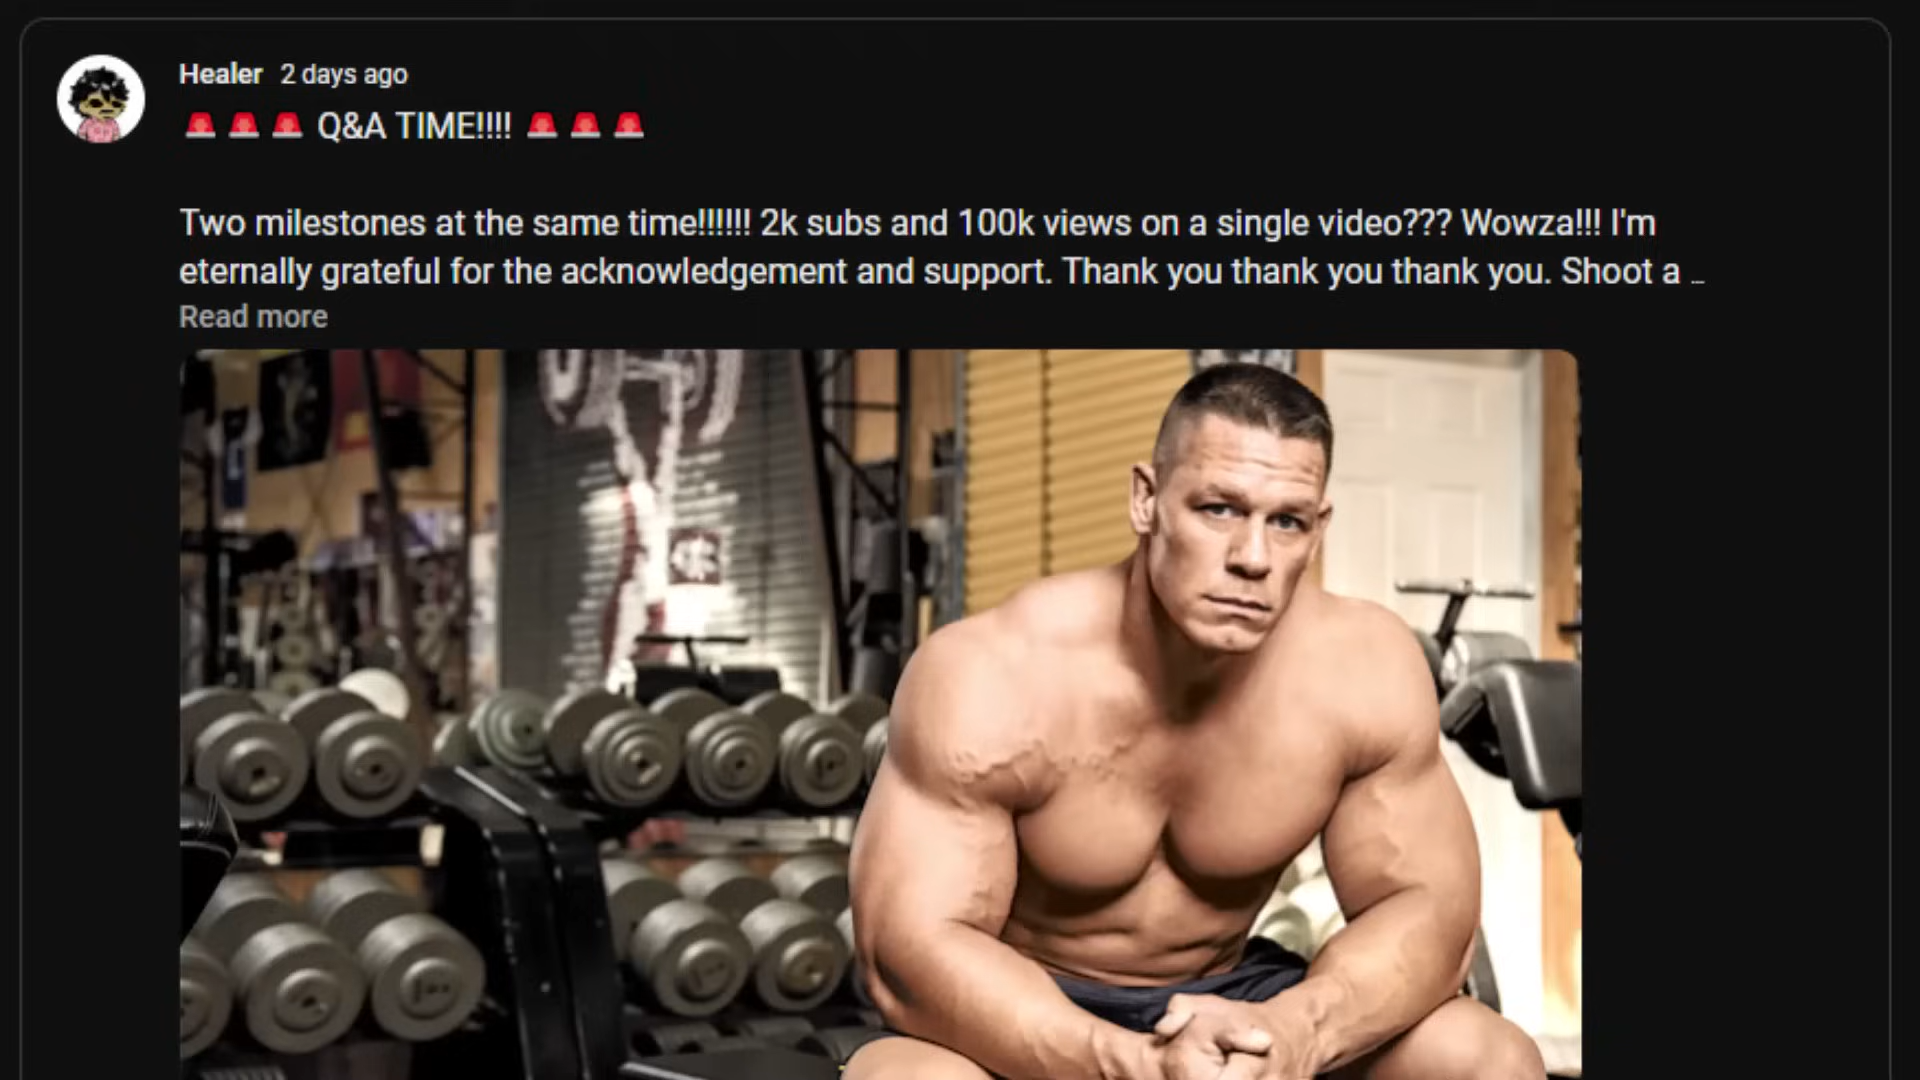 Healer 2 days ago
🚨🚨🚨 Q&A TIME!!!! 🚨🚨🚨
Two milestones at the same time!!!!!! 2k subs and 100k views on a single video??? Wowza!!! I'm
eternally grateful for the acknowledgement and support. Thank you thank you thank you. Shoot a ...
Read more